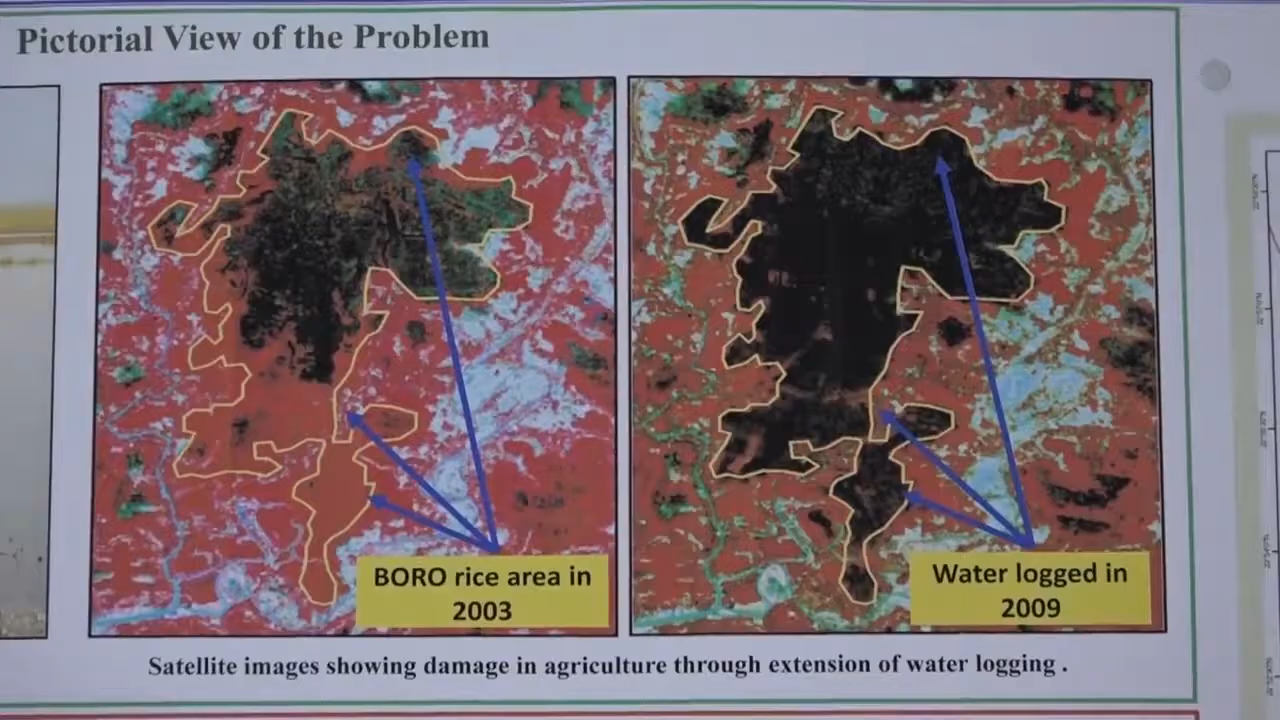 Pictorial View of the Problem
BORO rice area in
2003
Water logged in
2009
Satellite images showing damage in agriculture through extension of water logging .